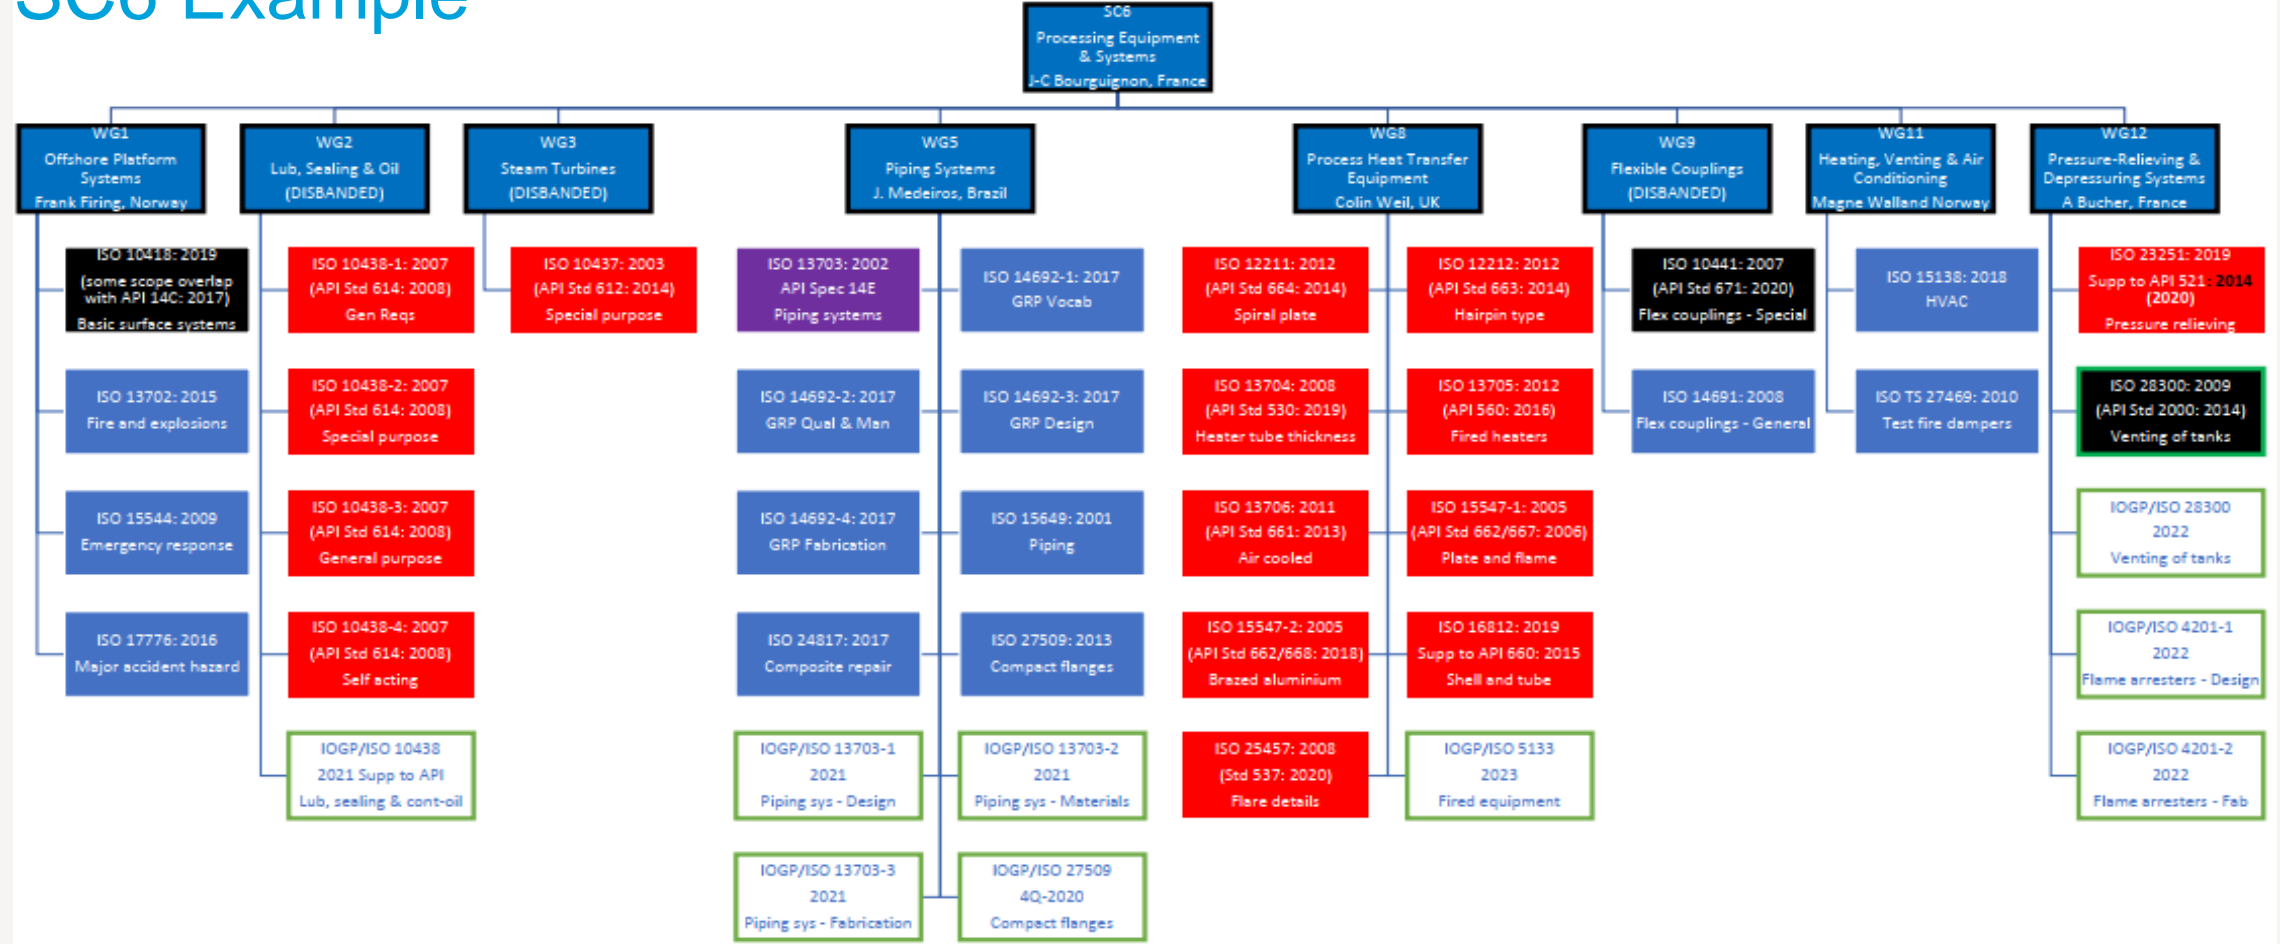 SC6 Example
SC6
Processing Equipment
& Systems
J-C Bourguignon, France
WG1
Offshore Platform
Systems
Frank Firing, Norway
WG2
Lub, Sealing & Oil
(DISBANDED)
WG3
Steam Turbines
(DISBANDED)
WG5
Piping Systems
J. Medeiros, Brazil
WG8
Process Heat Transfer
Equipment
Colin Weil, UK
WG9
Flexible Couplings
(DISBANDED)
WG11
Heating, Venting & Air
Conditioning
Magne Walland Norway
WG12
Pressure-Relieving &
Depressuring Systems
A Bucher, France
ISO 10418: 2019
(some scope overlap
with API 14C: 2017)
Basic surface systems
ISO 13702: 2015
Fire and explosions
ISO 15544: 2009
Emergency response
ISO 17776: 2016
Major accident hazard
ISO 10438-1: 2007
(API Std 614: 2008)
Gen Reqs
ISO 10438-2: 2007
(API Std 614: 2008)
Special purpose
ISO 10438-3: 2007
(API Std 614: 2008)
General purpose
ISO 10438-4: 2007
(API Std 614: 2008)
Self acting
IOGP/ISO 10438
2021 Supp to API
Lub, sealing & cont-oil
ISO 10437: 2003
(API Std 612: 2014)
Special purpose
ISO 13703: 2002
API Spec 14E
Piping systems
ISO 14692-1: 2017
GRP Vocab
ISO 14692-2: 2017
GRP Qual & Man
ISO 14692-3: 2017
GRP Design
ISO 14692-4: 2017
GRP Fabrication
ISO 15649: 2001
Piping
ISO 24817: 2017
Composite repair
ISO 27509: 2013
Compact flanges
IOGP/ISO 13703-1
2021
Piping sys - Design
IOGP/ISO 13703-2
2021
Piping sys - Materials
IOGP/ISO 13703-3
2021
Piping sys - Fabrication
IOGP/ISO 27509
4Q-2020
Compact flanges
ISO 12211: 2012
(API Std 664: 2014)
Spiral plate
ISO 12212: 2012
(API Std 663: 2014)
Hairpin type
ISO 13704: 2008
(API Std 530: 2019)
Heater tube thickness
ISO 13705: 2012
(API 560: 2016)
Fired heaters
ISO 13706: 2011
(API Std 661: 2013)
Air cooled
ISO 15547-1: 2005
(API Std 662/667: 2006)
Plate and flame
ISO 15547-2: 2005
(API Std 662/668: 2018)
Brazed aluminium
ISO 16812: 2019
Supp to API 660: 2015
Shell and tube
ISO 25457: 2008
(Std 537: 2020)
Flare details
IOGP/ISO 5133
2023
Fired equipment
ISO 10441: 2007
(API Std 671: 2020)
Flex couplings - Special
ISO 14691: 2008
Flex couplings - General
ISO 15138: 2018
HVAC
ISO TS 27469: 2010
Test fire dampers
ISO 23251: 2019
Supp to API 521: 2014
(2020)
Pressure relieving
ISO 28300: 2009
(API Std 2000: 2014)
Venting of tanks
IOGP/ISO 28300
2022
Venting of tanks
IOGP/ISO 4201-1
2022
Flame arresters - Design
IOGP/ISO 4201-2
2022
Flame arresters - Fab